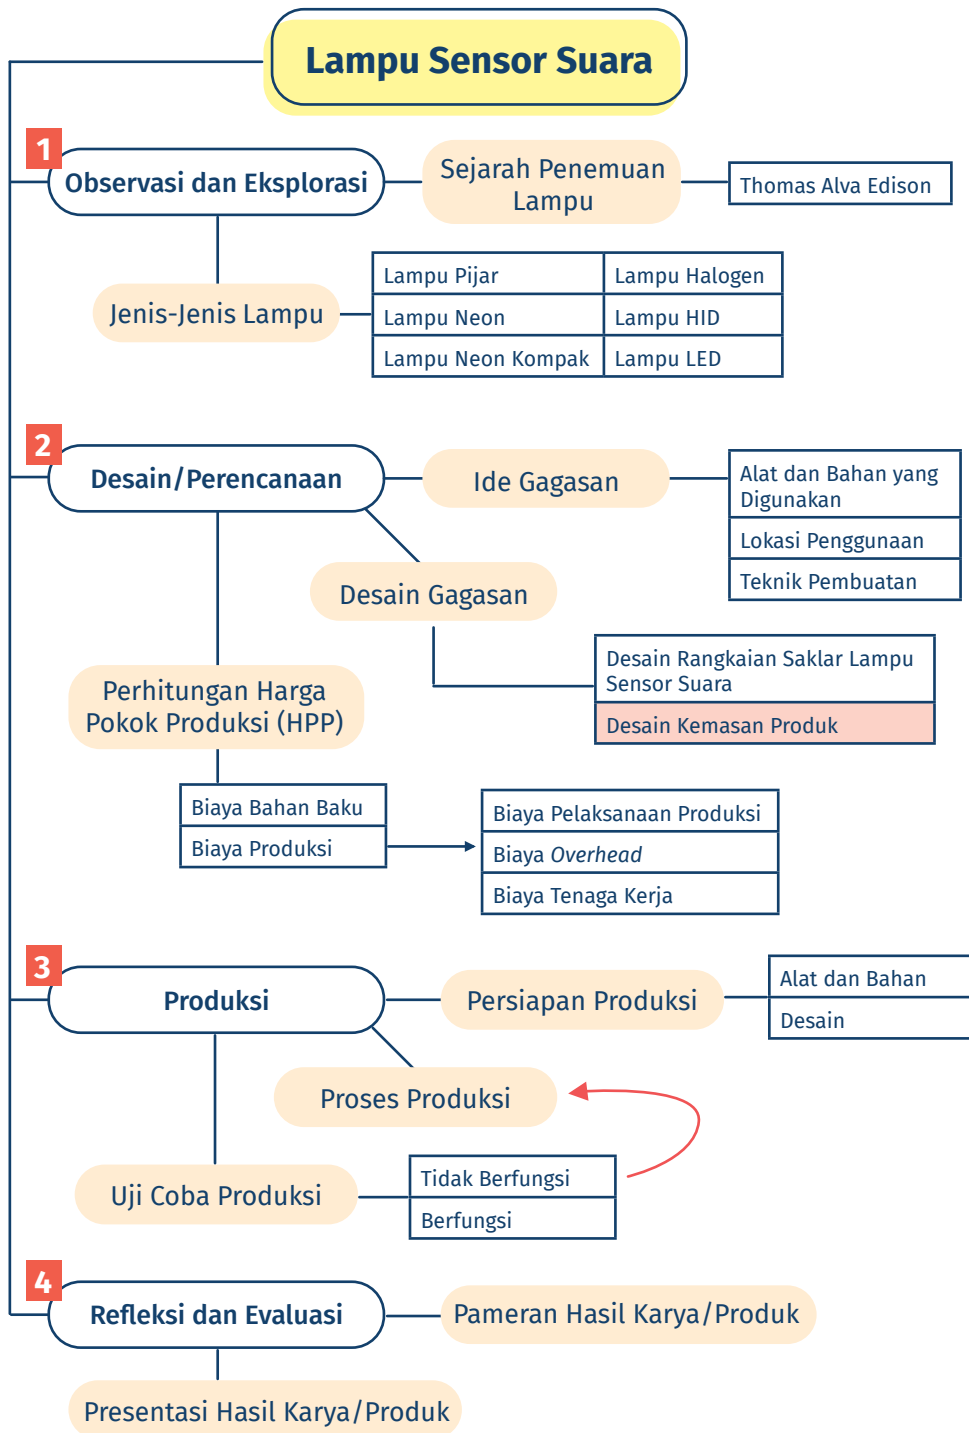 Lampu Sensor Suara
1
Observasi dan Eksplorasi
Sejarah Penemuan
Lampu
Thomas Alva Edison
Jenis-Jenis Lampu
Lampu Pijar
Lampu Halogen
Lampu Neon
Lampu HID
Lampu Neon Kompak
Lampu LED
2
Desain/Perencanaan
Ide Gagasan
Alat dan Bahan yang
Digunakan
Lokasi Penggunaan
Teknik Pembuatan
Desain Gagasan
Desain Rangkaian Saklar Lampu
Sensor Suara
Desain Kemasan Produk
Perhitungan Harga
Pokok Produksi (HPP)
Biaya Bahan Baku
Biaya Produksi
Biaya Pelaksanaan Produksi
Biaya Overhead
Biaya Tenaga Kerja
3
Produksi
Persiapan Produksi
Alat dan Bahan
Desain
Proses Produksi
Uji Coba Produksi
Tidak Berfungsi
Berfungsi
4
Refleksi dan Evaluasi
Pameran Hasil Karya/Produk
Presentasi Hasil Karya/Produk